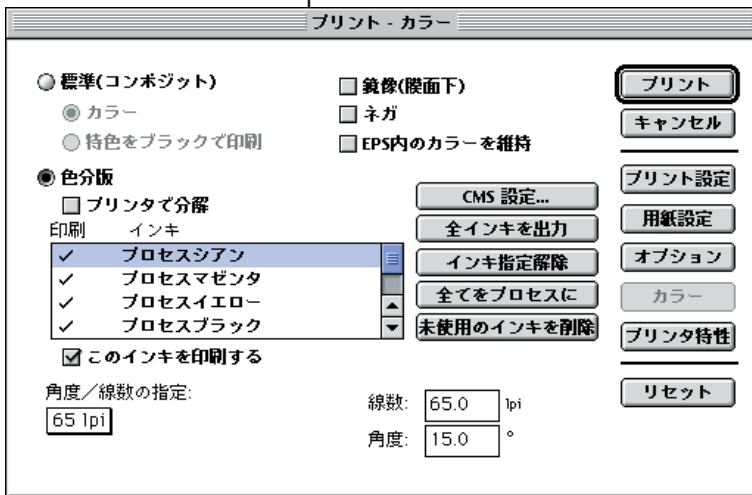 プリント - カラー
標準(コンポジット)
カラー
特色をブラックで印刷
鏡像(膜面下)
ネガ
EPS内のカラーを維持
色分版
プリンタで分解
印刷 インキ
プロセスシアン
プロセスマゼンタ
プロセスイエロー
プロセスブラック
このインキを印刷する
CMS 設定...
全インキを出力
インキ指定解除
全てをプロセスに
未使用のインキを削除
角度/線数の指定:
65 lpi
線数: 65.0 lpi
角度: 15.0 °
プリント
キャンセル
プリント設定
用紙設定
オプション
カラー
プリンタ特性
リセット